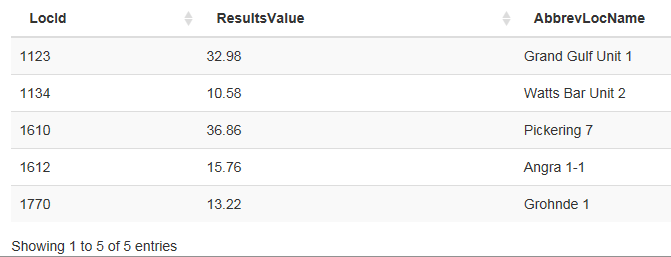 LocId ResultsValue AbbrevLocName
1123 32.98 Grand Gulf Unit 1
1134 10.58 Watts Bar Unit 2
1610 36.86 Pickering 7
1612 15.76 Angra 1-1
1770 13.22 Grohnde 1
Showing 1 to 5 of 5 entries